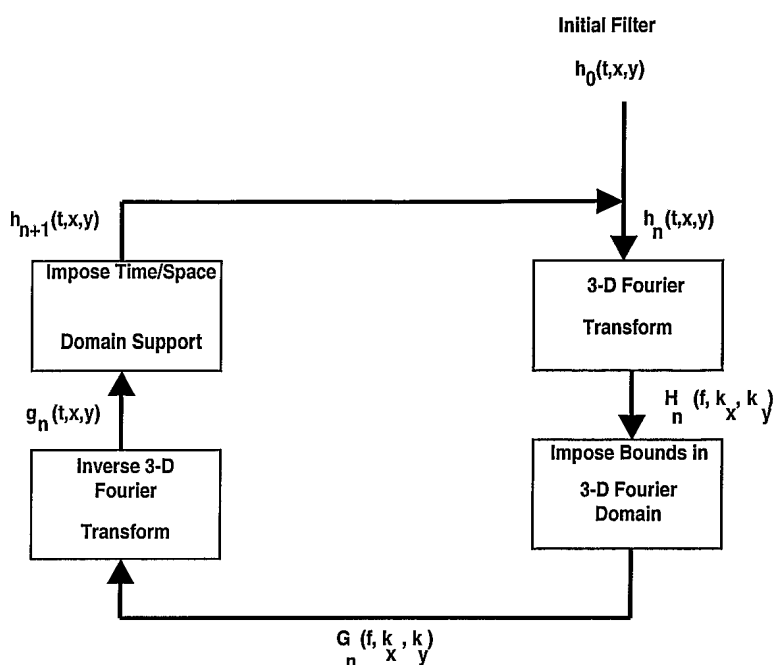 Initial Filter
h0(t,x,y)
hn+1(t,x,y)
hn(t,x,y)
Impose Time/Space
Domain Support
3-D Fourier
Transform
gn(t,x,y)
Hn(f, kx, ky)
Inverse 3-D
Fourier
Transform
Impose Bounds in
3-D Fourier
Domain
Gn(f, kx, ky)